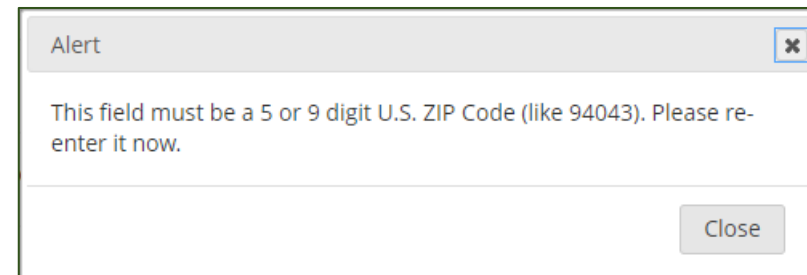 Alert
This field must be a 5 or 9 digit U.S. ZIP Code (like 94043). Please re-
enter it now.
Close